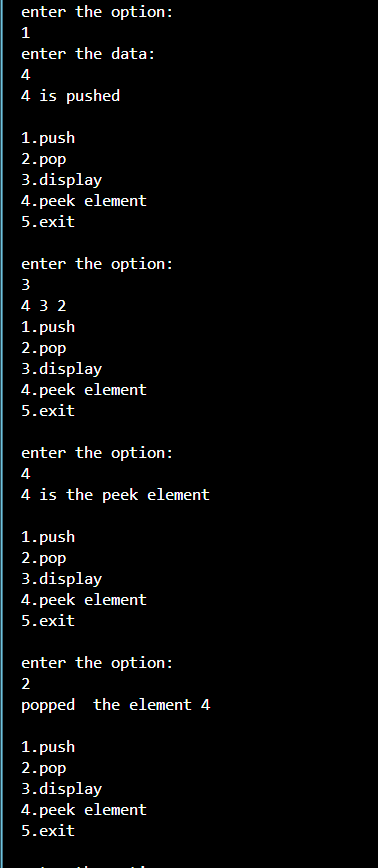 enter the option:
1
enter the data:
4
4 is pushed
1.push
2.pop
3.display
4.peek element
5.exit
enter the option:
3
4 3 2
1.push
2.pop
3.display
4.peek element
5.exit
enter the option:
4
4 is the peek element
1.push
2.pop
3.display
4.peek element
5.exit
enter the option:
2
popped  the element 4
1.push
2.pop
3.display
4.peek element
5.exit